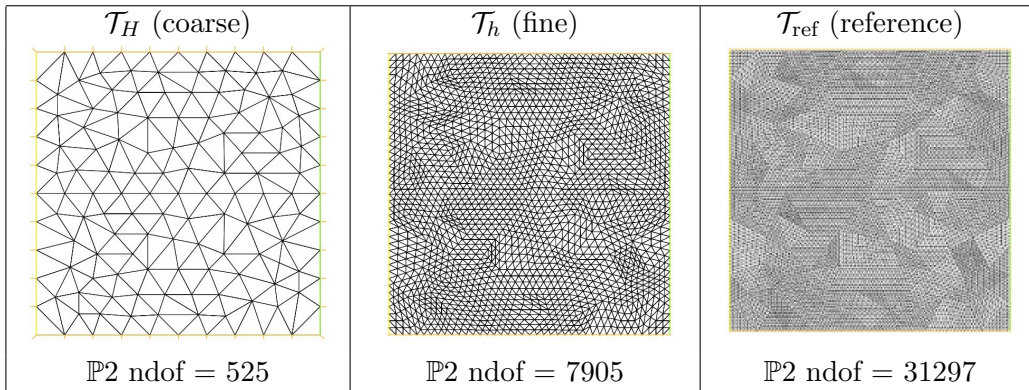 𝒯_H (coarse)
𝒯_h (fine)
𝒯_ref (reference)
ℙ2 ndof = 525
ℙ2 ndof = 7905
ℙ2 ndof = 31297